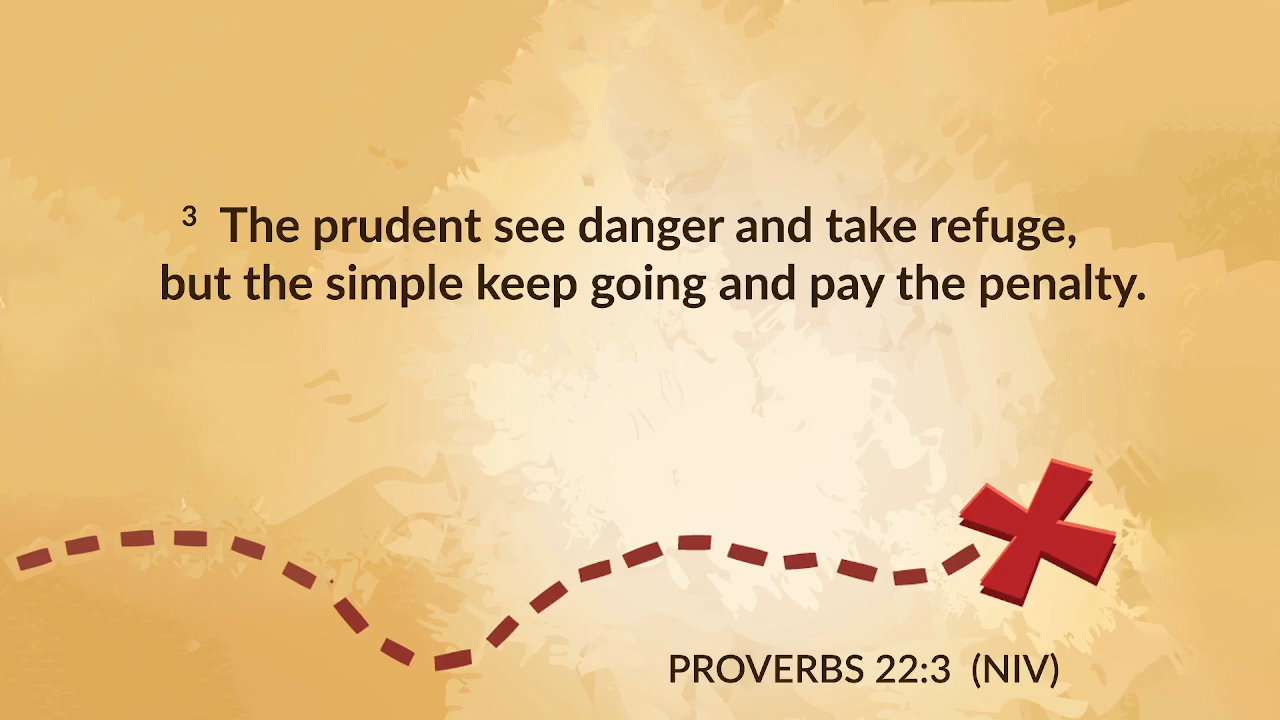 3 The prudent see danger and take refuge,
but the simple keep going and pay the penalty.
PROVERBS 22:3 (NIV)